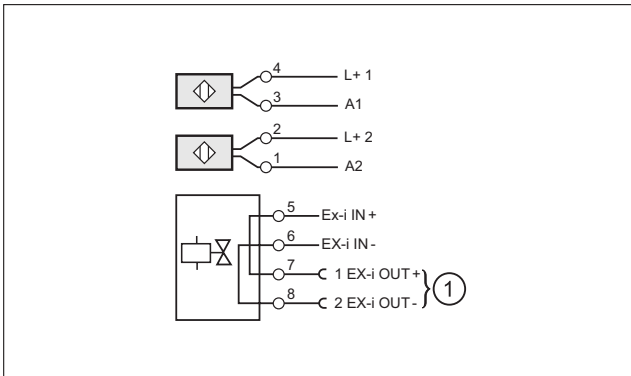 4 L+ 1
3 A1
2 L+ 2
1 A2
5 Ex-i IN +
6 EX-i IN -
7 1 EX-i OUT +
8 2 EX-i OUT -
1